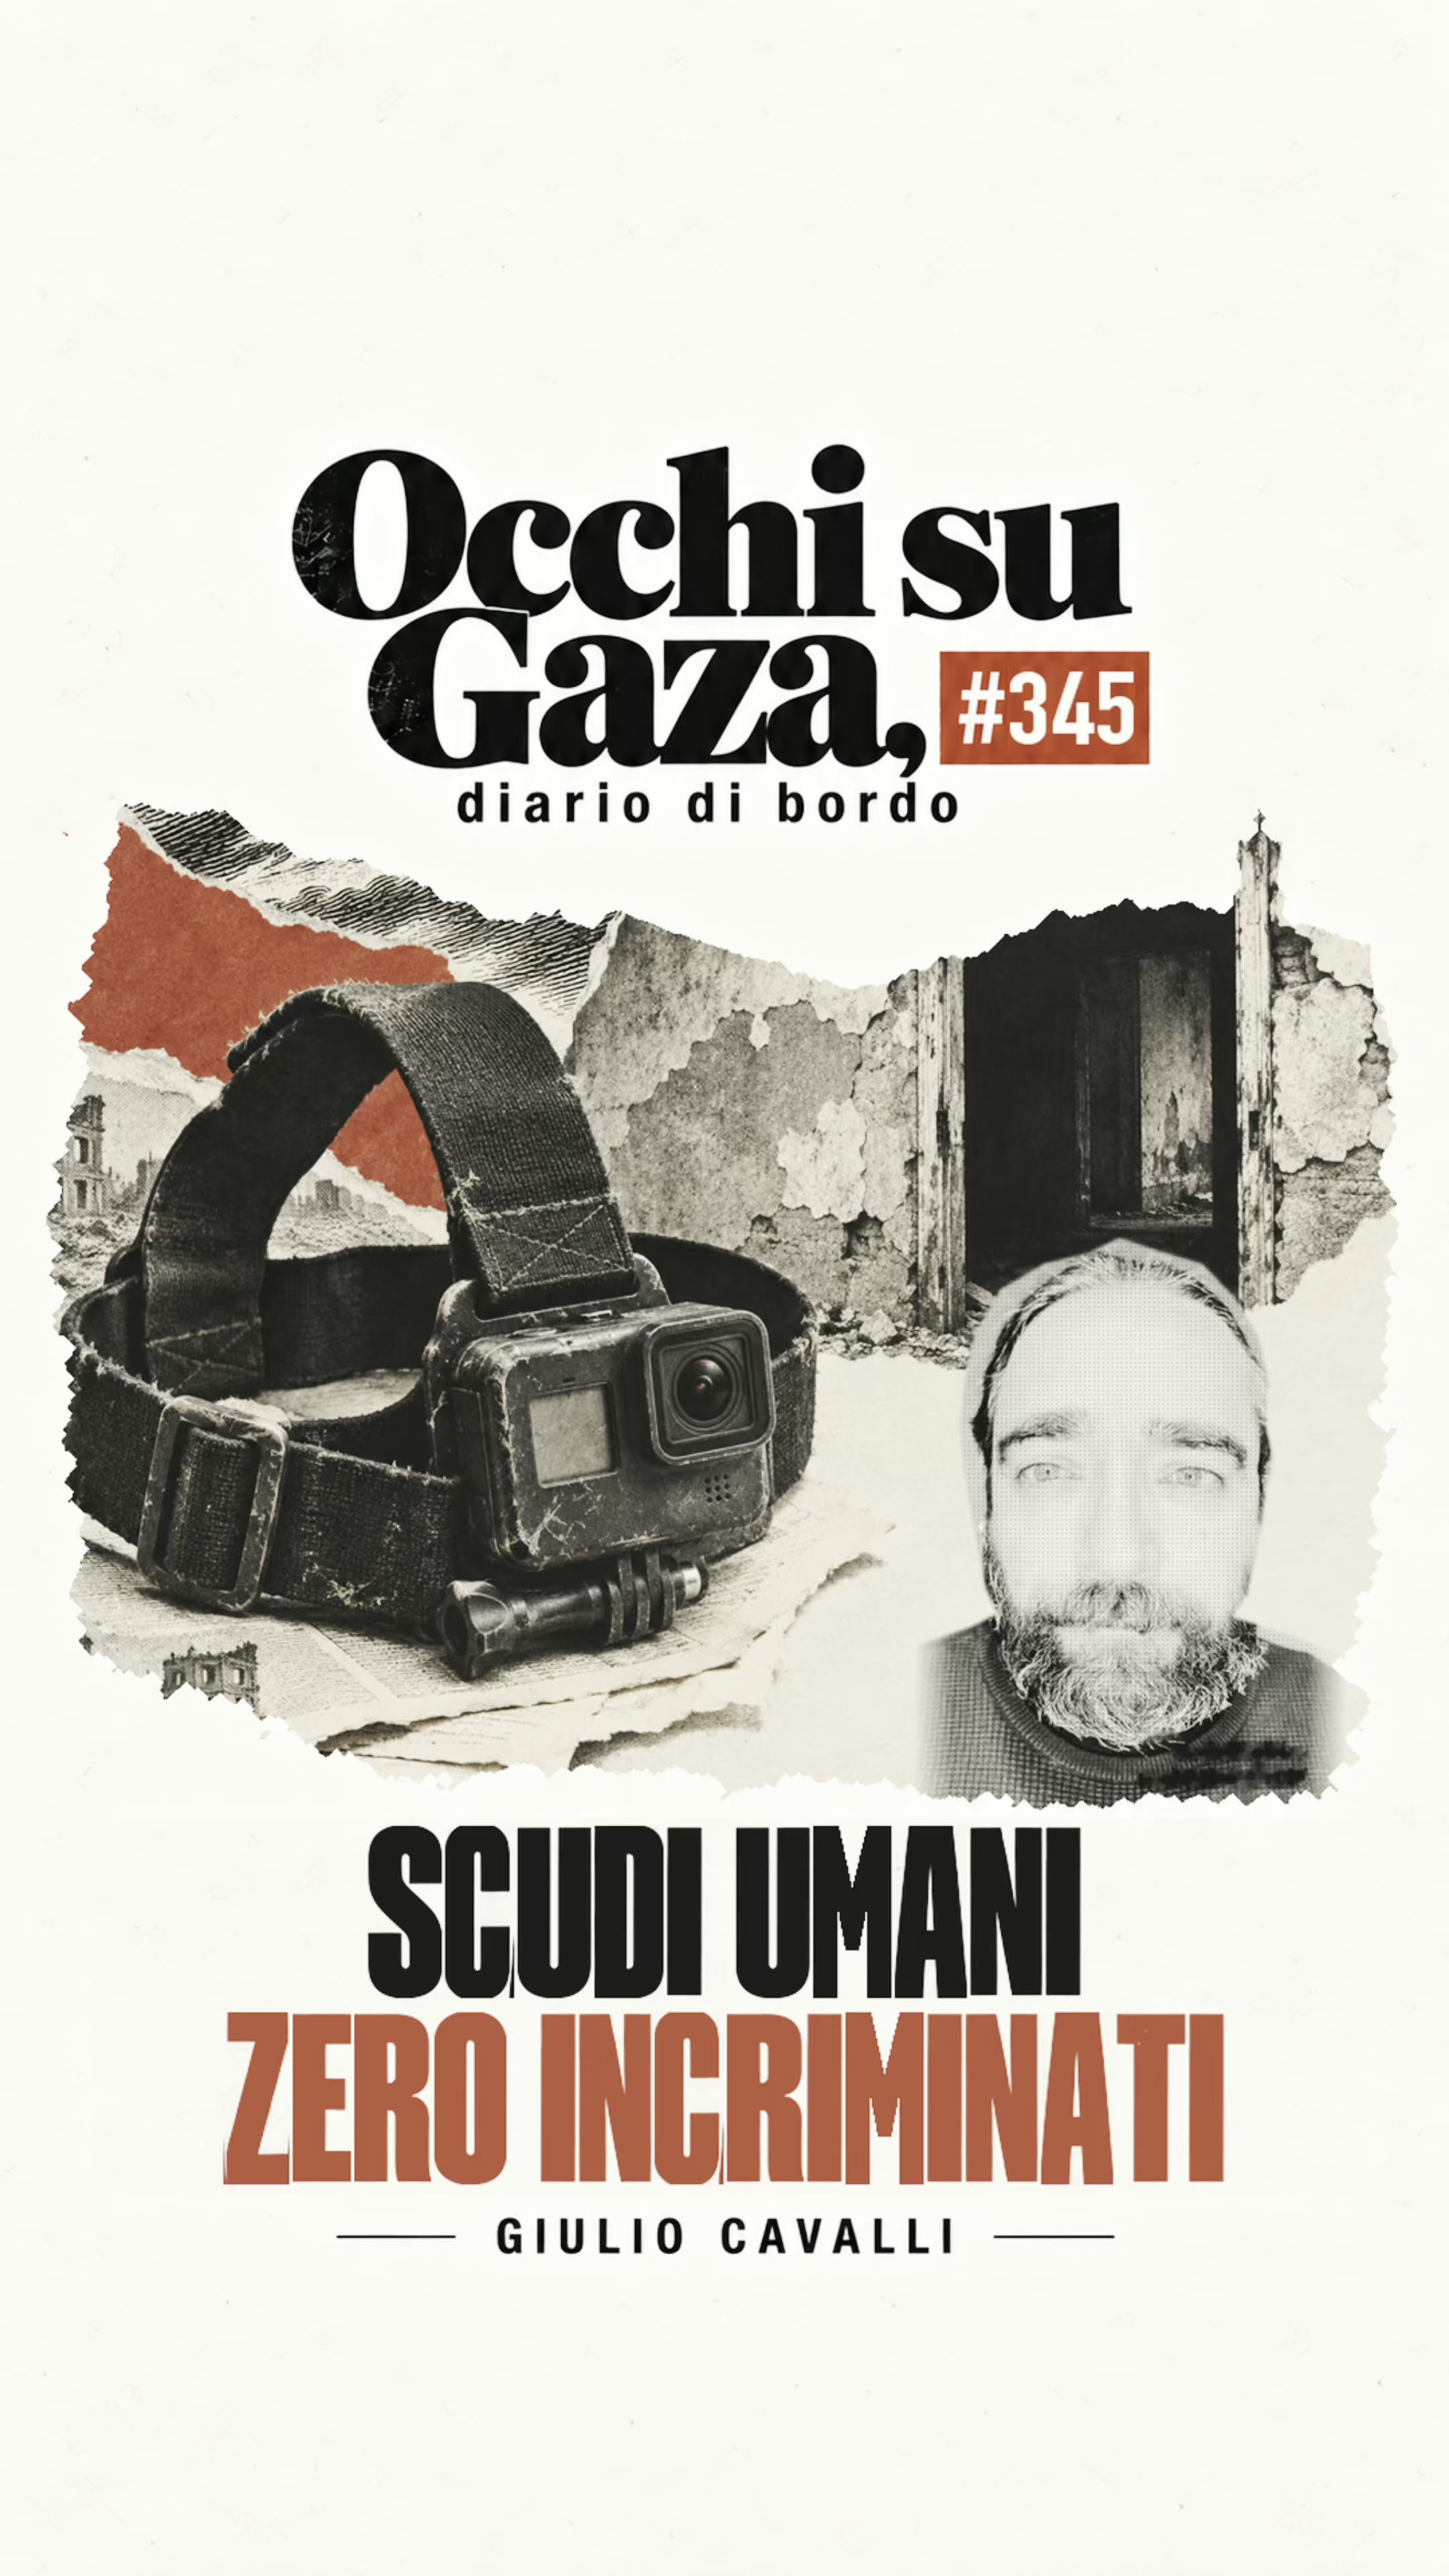 Occhi su
Gaza, #345
diario di bordo
SCUDI UMANI
ZERO INCRIMINATI
GIULIO CAVALLI